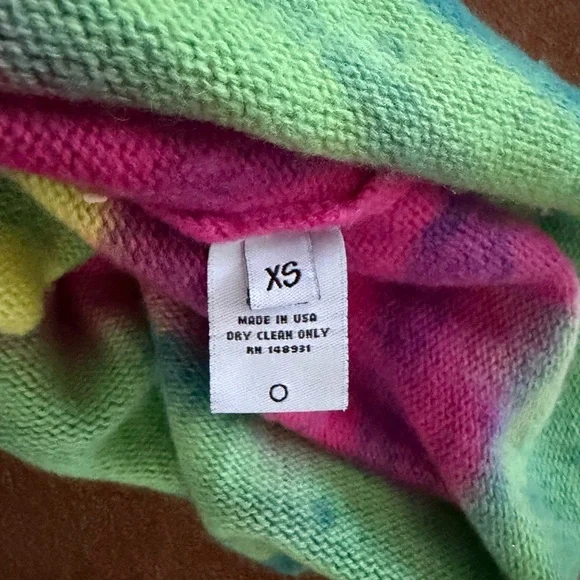 XS
MADE IN USA
DRY CLEAN ONLY
RN 148931
O